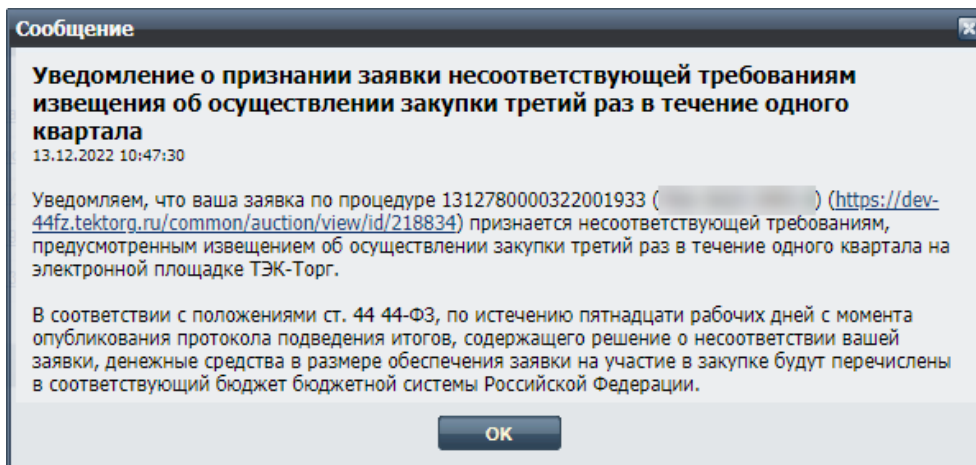 Сообщение
Уведомление о признании заявки несоответствующей требованиям
извещения об осуществлении закупки третий раз в течение одного
квартала
13.12.2022 10:47:30
Уведомляем, что ваша заявка по процедуре 1312780000322001933 ( ) (https://dev-
44fz.tektorg.ru/common/auction/view/id/218834) признается несоответствующей требованиям,
предусмотренным извещением об осуществлении закупки третий раз в течение одного квартала на
электронной площадке ТЭК-Торг.
В соответствии с положениями ст. 44 44-ФЗ, по истечению пятнадцати рабочих дней с момента
опубликования протокола подведения итогов, содержащего решение о несоответствии вашей
заявки, денежные средства в размере обеспечения заявки на участие в закупке будут перечислены
в соответствующий бюджет бюджетной системы Российской Федерации.
ОК